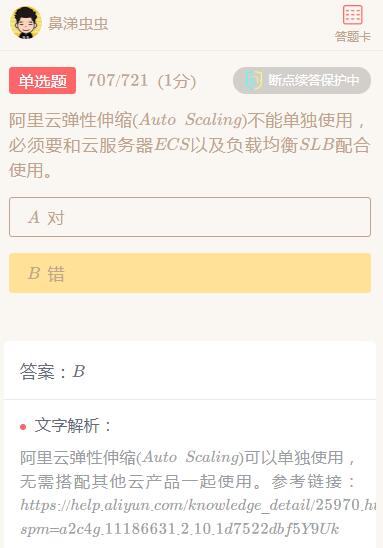 鼻涕虫虫
答题卡
单选题 707/721 (1分) 断点续答保护中
阿里云弹性伸缩(Auto Scaling)不能单独使用，
必须要和云服务器ECS以及负载均衡SLB配合
使用。
A 对
B 错
答案：B
文字解析：
阿里云弹性伸缩(Auto Scaling)可以单独使用，
无需搭配其他云产品一起使用。参考链接：
https://help.aliyun.com/knowledge_detail/25970.ht
spm=a2c4g.11186631.2.10.1d7522dbf5Y9Uk